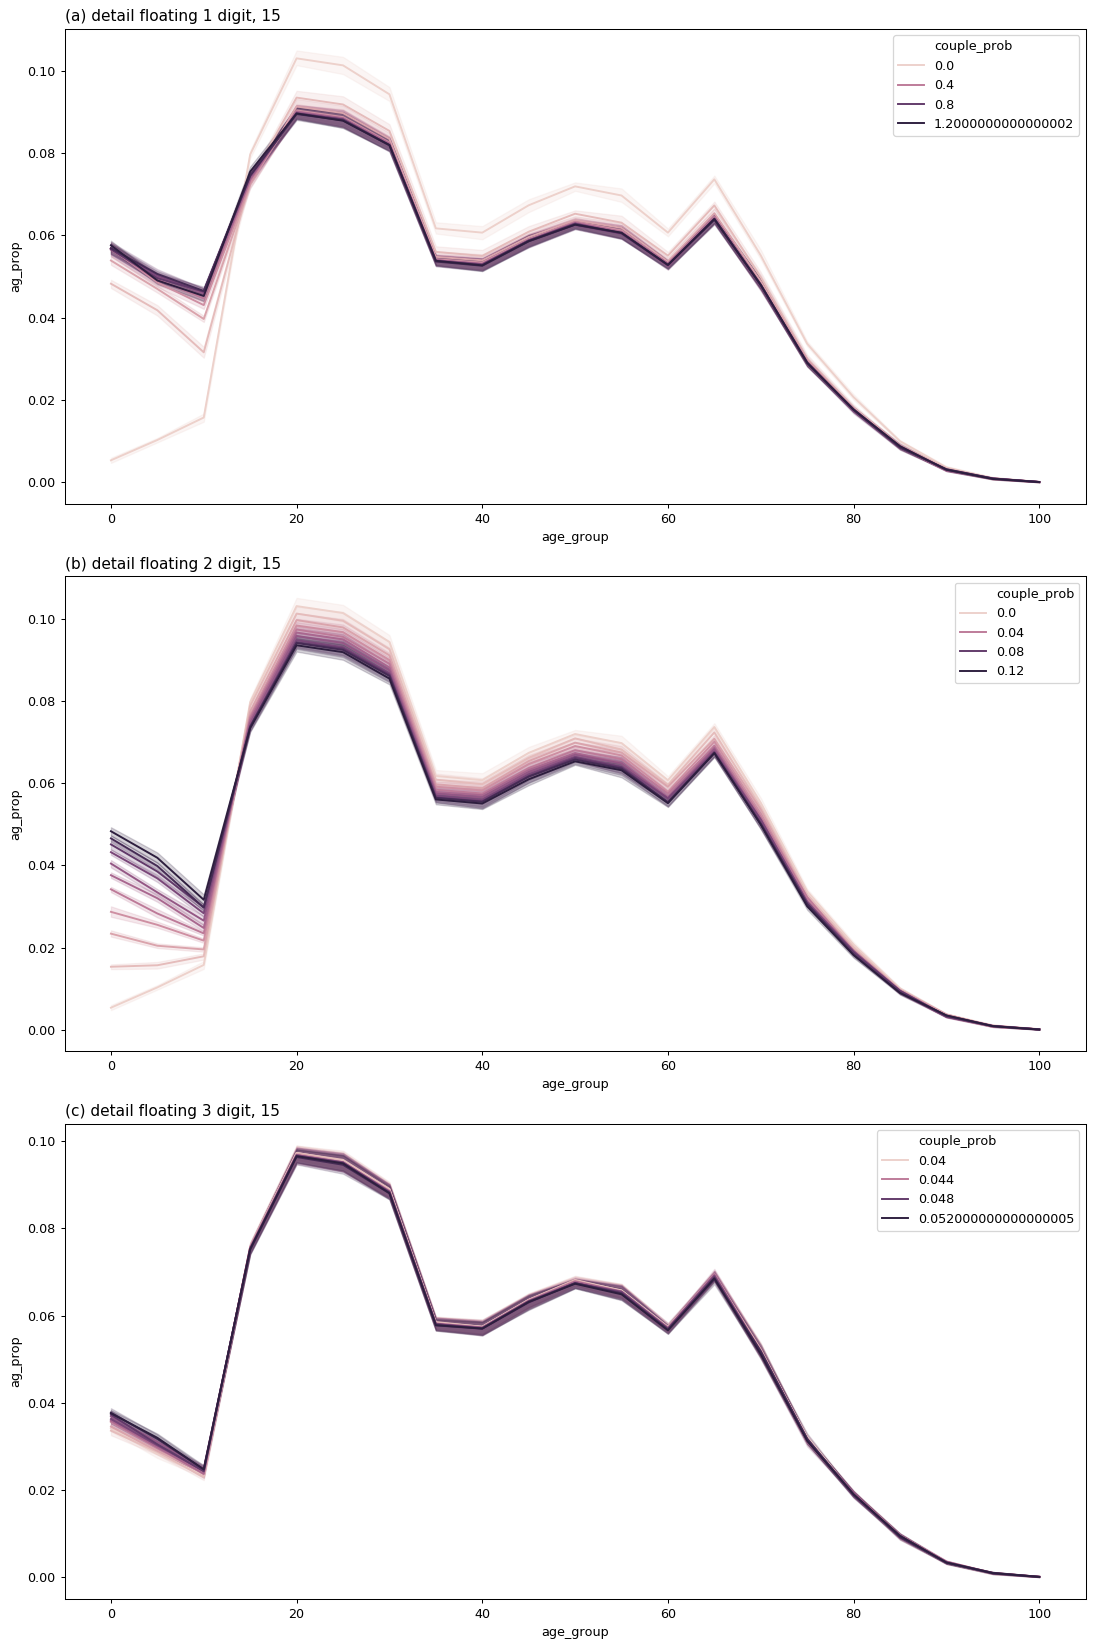 (a) detail floating 1 digit, 15
couple_prob
0.0
0.4
0.8
1.2000000000000002
0.10
0.08
0.06
0.04
0.02
0.00
ag_prop
0 20 40 60 80 100
age_group
(b) detail floating 2 digit, 15
couple_prob
0.0
0.04
0.08
0.12
0.10
0.08
0.06
0.04
0.02
0.00
ag_prop
0 20 40 60 80 100
age_group
(c) detail floating 3 digit, 15
couple_prob
0.04
0.044
0.048
0.052000000000000005
0.10
0.08
0.06
0.04
0.02
0.00
ag_prop
0 20 40 60 80 100
age_group